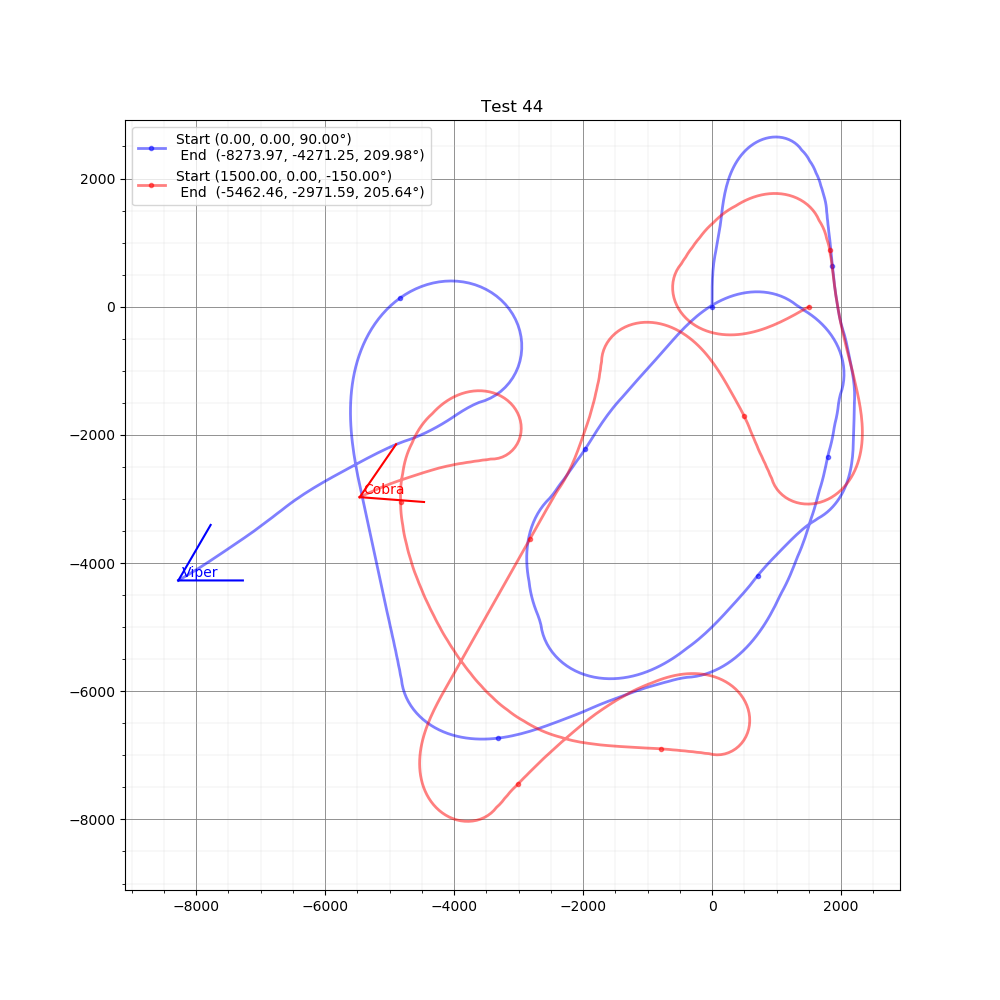 Test 44
Start (0.00, 0.00, 90.00°)
End (-8273.97, -4271.25, 209.98°)
Start (1500.00, 0.00, -150.00°)
End (-5462.46, -2971.59, 205.64°)
2000
0
−2000
−4000
−6000
−8000
Cobra
Viper
−8000 −6000 −4000 −2000 0 2000